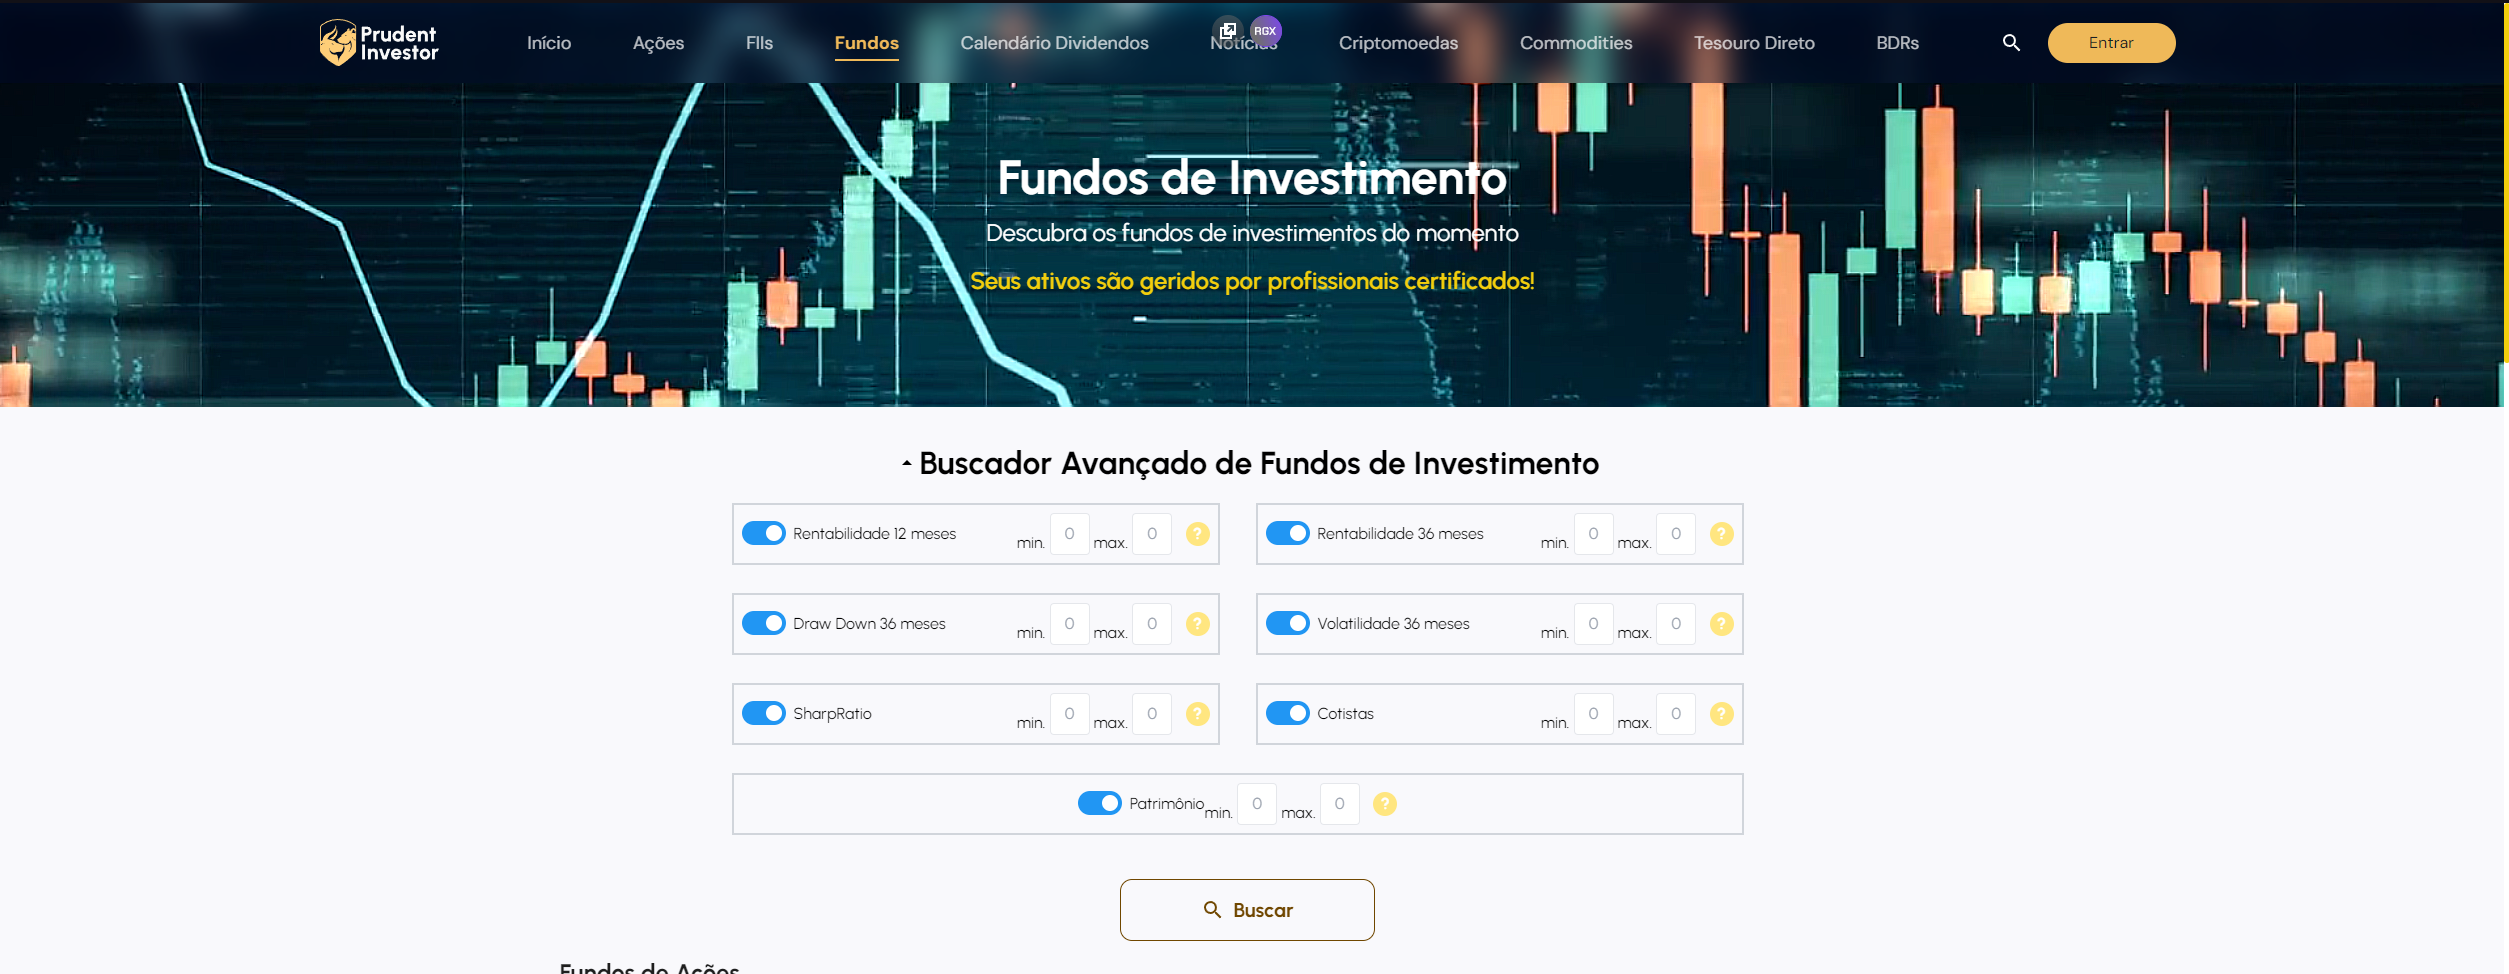 Prudent
Investor
Início Ações FIIs Fundos Calendário Dividendos Notícias Criptomoedas Commodities Tesouro Direto BDRs Entrar
RGX
Fundos de Investimento
Descubra os fundos de investimentos do momento
Seus ativos são geridos por profissionais certificados!
Buscador Avançado de Fundos de Investimento
Rentabilidade 12 meses min. 0 max. 0 ?
Rentabilidade 36 meses min. 0 max. 0 ?
Draw Down 36 meses min. 0 max. 0 ?
Volatilidade 36 meses min. 0 max. 0 ?
SharpRatio min. 0 max. 0 ?
Cotistas min. 0 max. 0 ?
Patrimônio min. 0 max. 0 ?
Buscar
Fundos de Ações